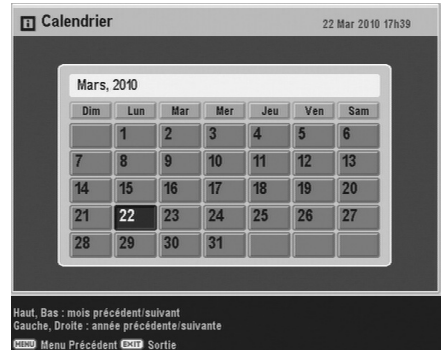 Calendrier 22 Mar 2010 17h39
Mars, 2010
Dim Lun Mar Mer Jeu Ven Sam
1 2 3 4 5 6
7 8 9 10 11 12 13
14 15 16 17 18 19 20
21 22 23 24 25 26 27
28 29 30 31
Haut, Bas : mois précédent/suivant
Gauche, Droite : année précédente/suivante
MENU Menu Précédent EXIT Sortie